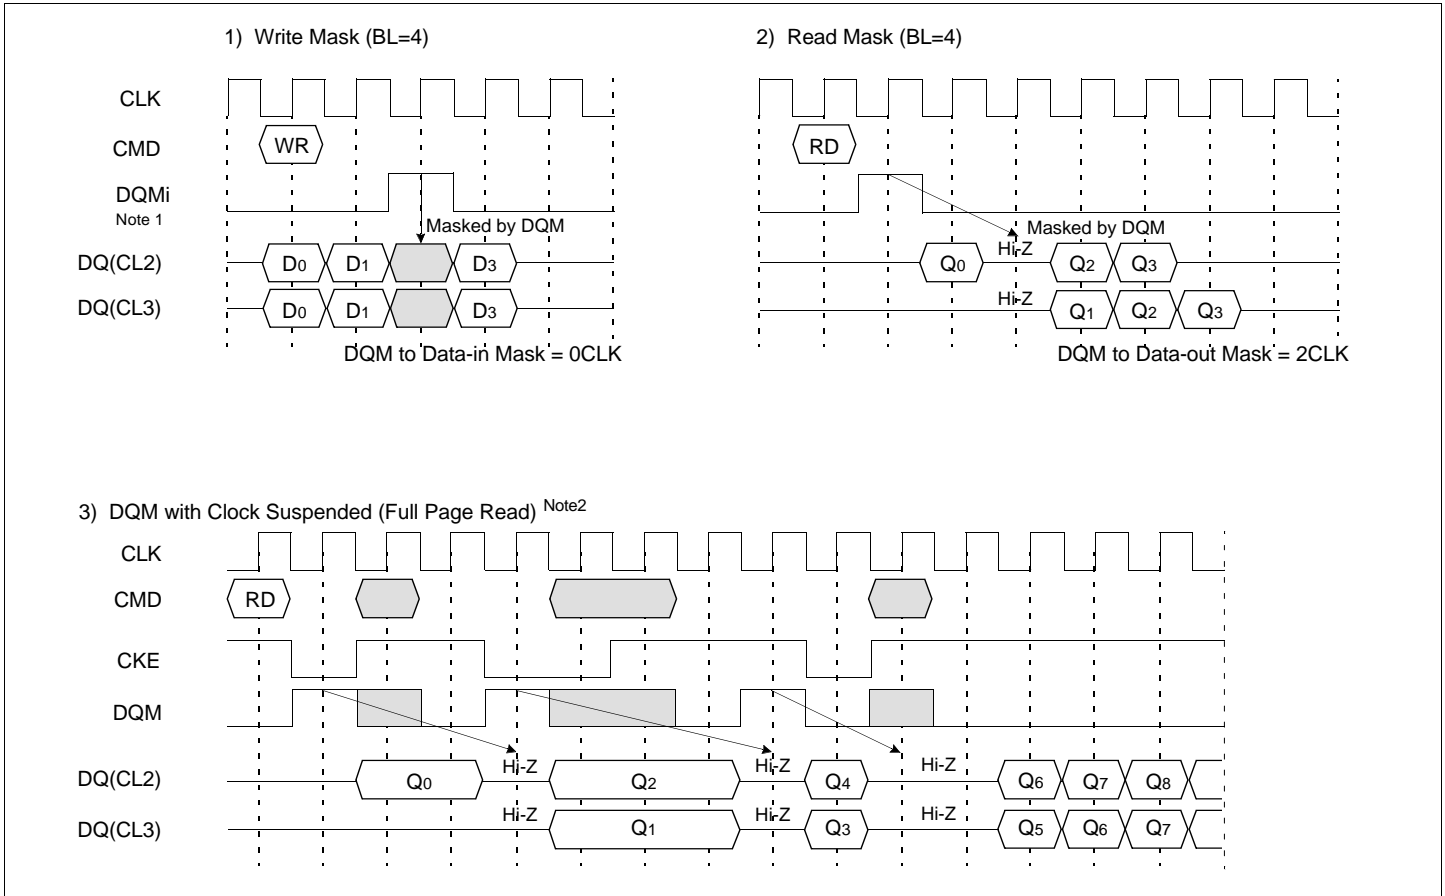 1) Write Mask (BL=4)
CLK
CMD
WR
DQMi
Note 1
Masked by DQM
DQ(CL2)
D0 D1 D3
DQ(CL3)
D0 D1 D3
DQM to Data-in Mask = 0CLK
2) Read Mask (BL=4)
RD
Masked by DQM
Hi-Z
Q0 Q2 Q3
Hi-Z
Q1 Q2 Q3
DQM to Data-out Mask = 2CLK
3) DQM with Clock Suspended (Full Page Read) Note2
CLK
CMD
RD
CKE
DQM
DQ(CL2)
Q0 Hi-Z Q2 Hi-Z Q4 Hi-Z Q6 Q7 Q8
DQ(CL3)
Hi-Z Q1 Hi-Z Q3 Hi-Z Q5 Q6 Q7